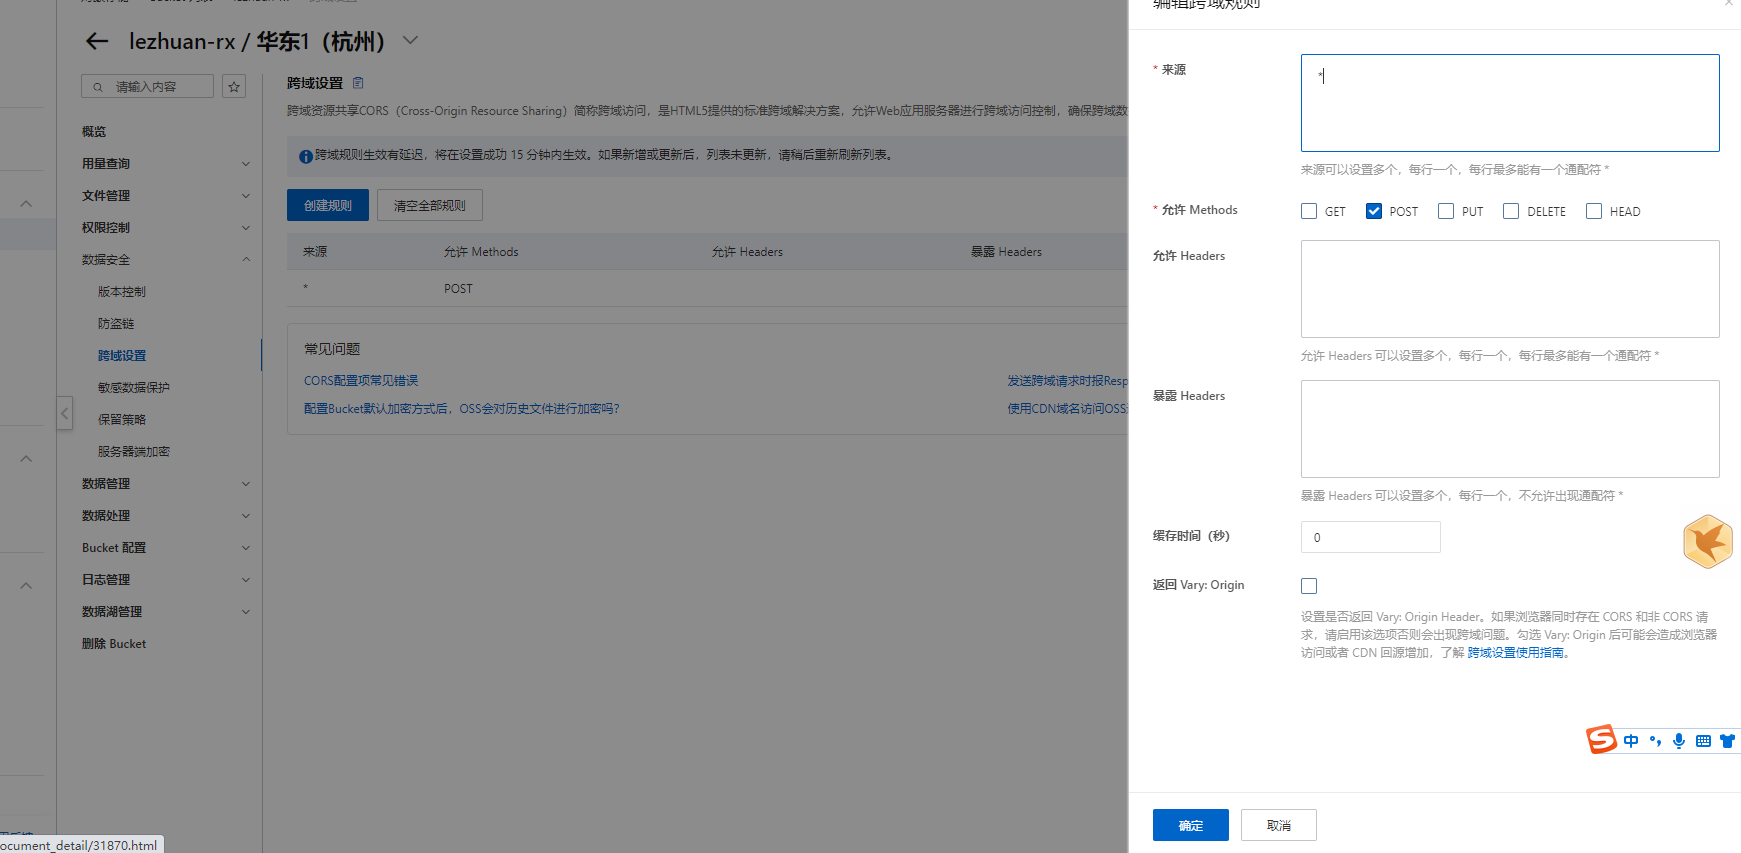 编辑跨域规则
lezhuan-rx / 华东1（杭州）
请输入内容
概览
用量查询
文件管理
权限控制
数据安全
版本控制
防盗链
跨域设置
敏感数据保护
保留策略
服务器端加密
数据管理
数据处理
Bucket 配置
日志管理
数据湖管理
删除 Bucket
跨域设置
跨域资源共享CORS（Cross-Origin Resource Sharing）简称跨域访问，是HTML5提供的标准跨域解决方案，允许Web应用服务器进行跨域访问控制，确保跨域数
跨域规则生效有延迟，将在设置成功 15 分钟内生效。如果新增或更新后，列表未更新，请稍后重新刷新列表。
创建规则 清空全部规则
来源 允许 Methods 允许 Headers 暴露 Headers
* POST
常见问题
CORS配置项常见错误 发送跨域请求时报Resp
配置Bucket默认加密方式后，OSS会对历史文件进行加密吗? 使用CDN域名访问OSS
* 来源
*
来源可以设置多个，每行一个，每行最多能有一个通配符 *
* 允许 Methods GET POST PUT DELETE HEAD
允许 Headers
允许 Headers 可以设置多个，每行一个，每行最多能有一个通配符 *
暴露 Headers
暴露 Headers 可以设置多个，每行一个，不允许出现通配符 *
缓存时间（秒） 0
返回 Vary: Origin
设置是否返回 Vary: Origin Header。如果浏览器同时存在 CORS 和非 CORS 请
求，请启用该选项否则会出现跨域问题。勾选 Vary: Origin 后可能会造成浏览器
访问或者 CDN 回源增加，了解 跨域设置使用指南。
中
确定 取消
ocument_detail/31870.html